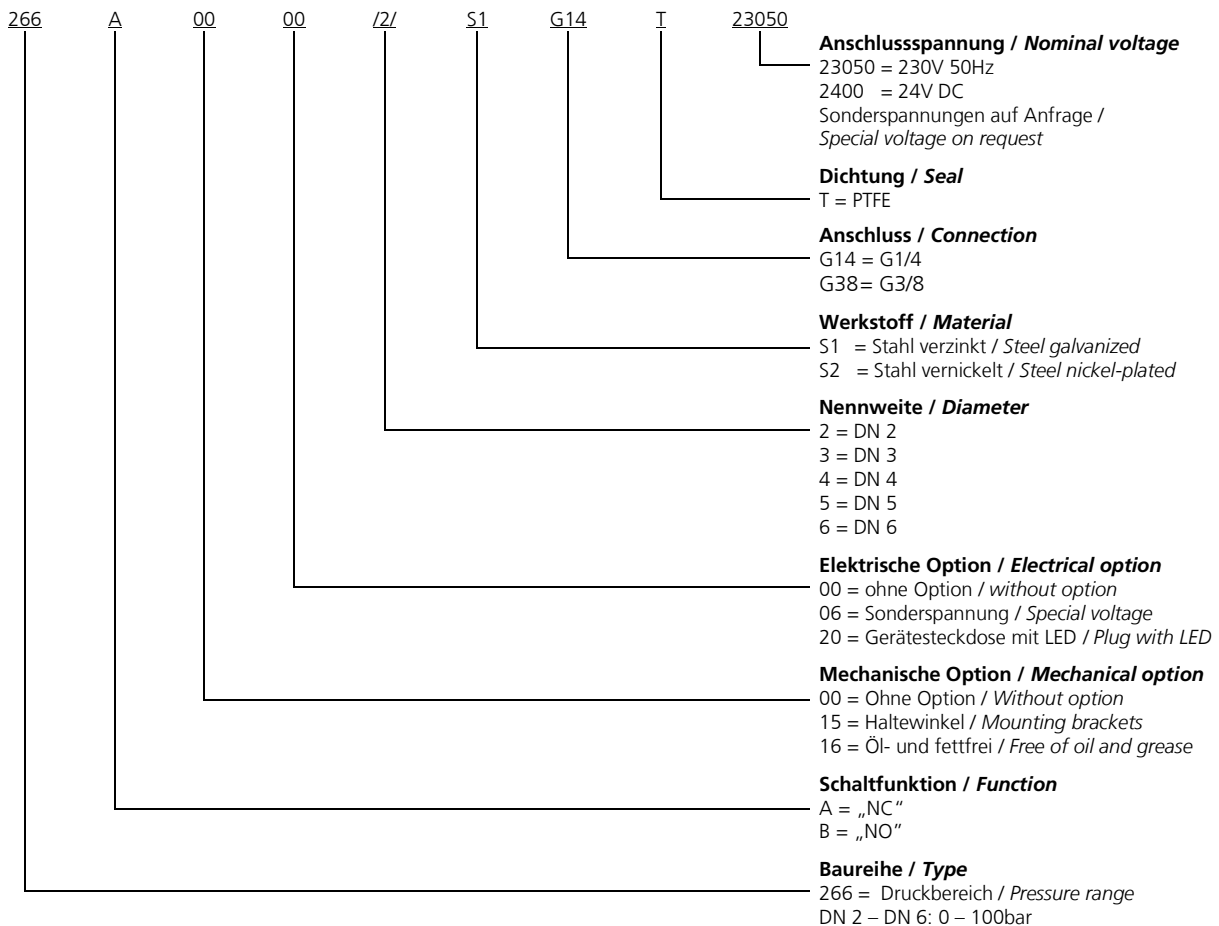 266 A 00 00 /2/ S1 G14 T 23050
Anschlussspannung / Nominal voltage
23050 = 230V 50Hz
2400 = 24V DC
Sonderspannungen auf Anfrage /
Special voltage on request
Dichtung / Seal
T = PTFE
Anschluss / Connection
G14 = G1/4
G38= G3/8
Werkstoff / Material
S1 = Stahl verzinkt / Steel galvanized
S2 = Stahl vernickelt / Steel nickel-plated
Nennweite / Diameter
2 = DN 2
3 = DN 3
4 = DN 4
5 = DN 5
6 = DN 6
Elektrische Option / Electrical option
00 = ohne Option / without option
06 = Sonderspannung / Special voltage
20 = Gerätesteckdose mit LED / Plug with LED
Mechanische Option / Mechanical option
00 = Ohne Option / Without option
15 = Haltewinkel / Mounting brackets
16 = Öl- und fettfrei / Free of oil and grease
Schaltfunktion / Function
A = „NC"
B = „NO"
Baureihe / Type
266 = Druckbereich / Pressure range
DN 2 – DN 6: 0 – 100bar